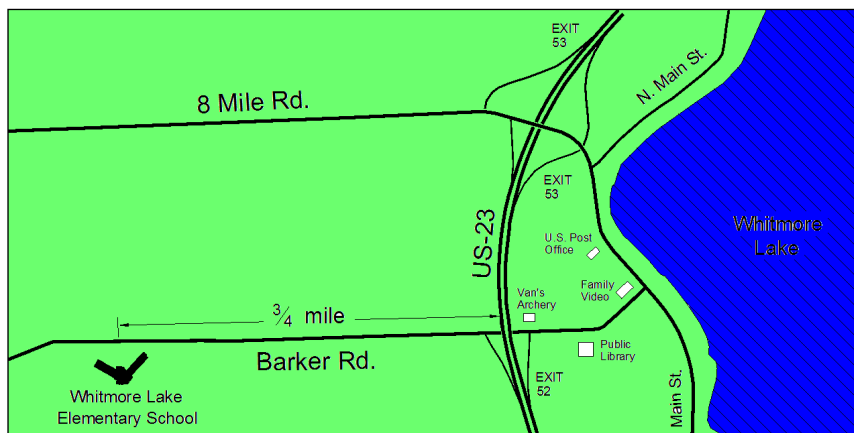 EXIT
53
8 Mile Rd.
N. Main St.
EXIT
53
US-23
Whitmore
Lake
U.S. Post
Office
Van's
Archery
Family
Video
3/4 mile
Barker Rd.
Public
Library
EXIT
52
Main St.
Whitmore Lake
Elementary School